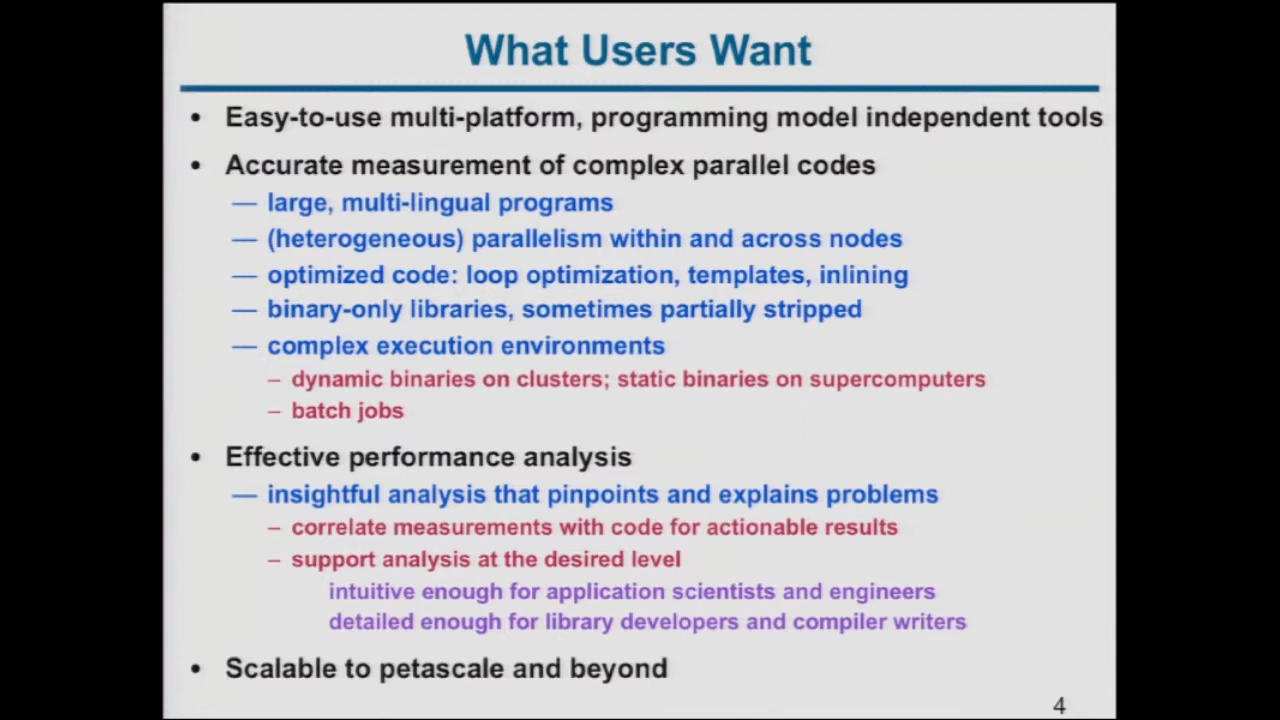 What Users Want
• Easy-to-use multi-platform, programming model independent tools
• Accurate measurement of complex parallel codes
— large, multi-lingual programs
— (heterogeneous) parallelism within and across nodes
— optimized code: loop optimization, templates, inlining
— binary-only libraries, sometimes partially stripped
— complex execution environments
– dynamic binaries on clusters; static binaries on supercomputers
– batch jobs
• Effective performance analysis
— insightful analysis that pinpoints and explains problems
– correlate measurements with code for actionable results
– support analysis at the desired level
intuitive enough for application scientists and engineers
detailed enough for library developers and compiler writers
• Scalable to petascale and beyond
4